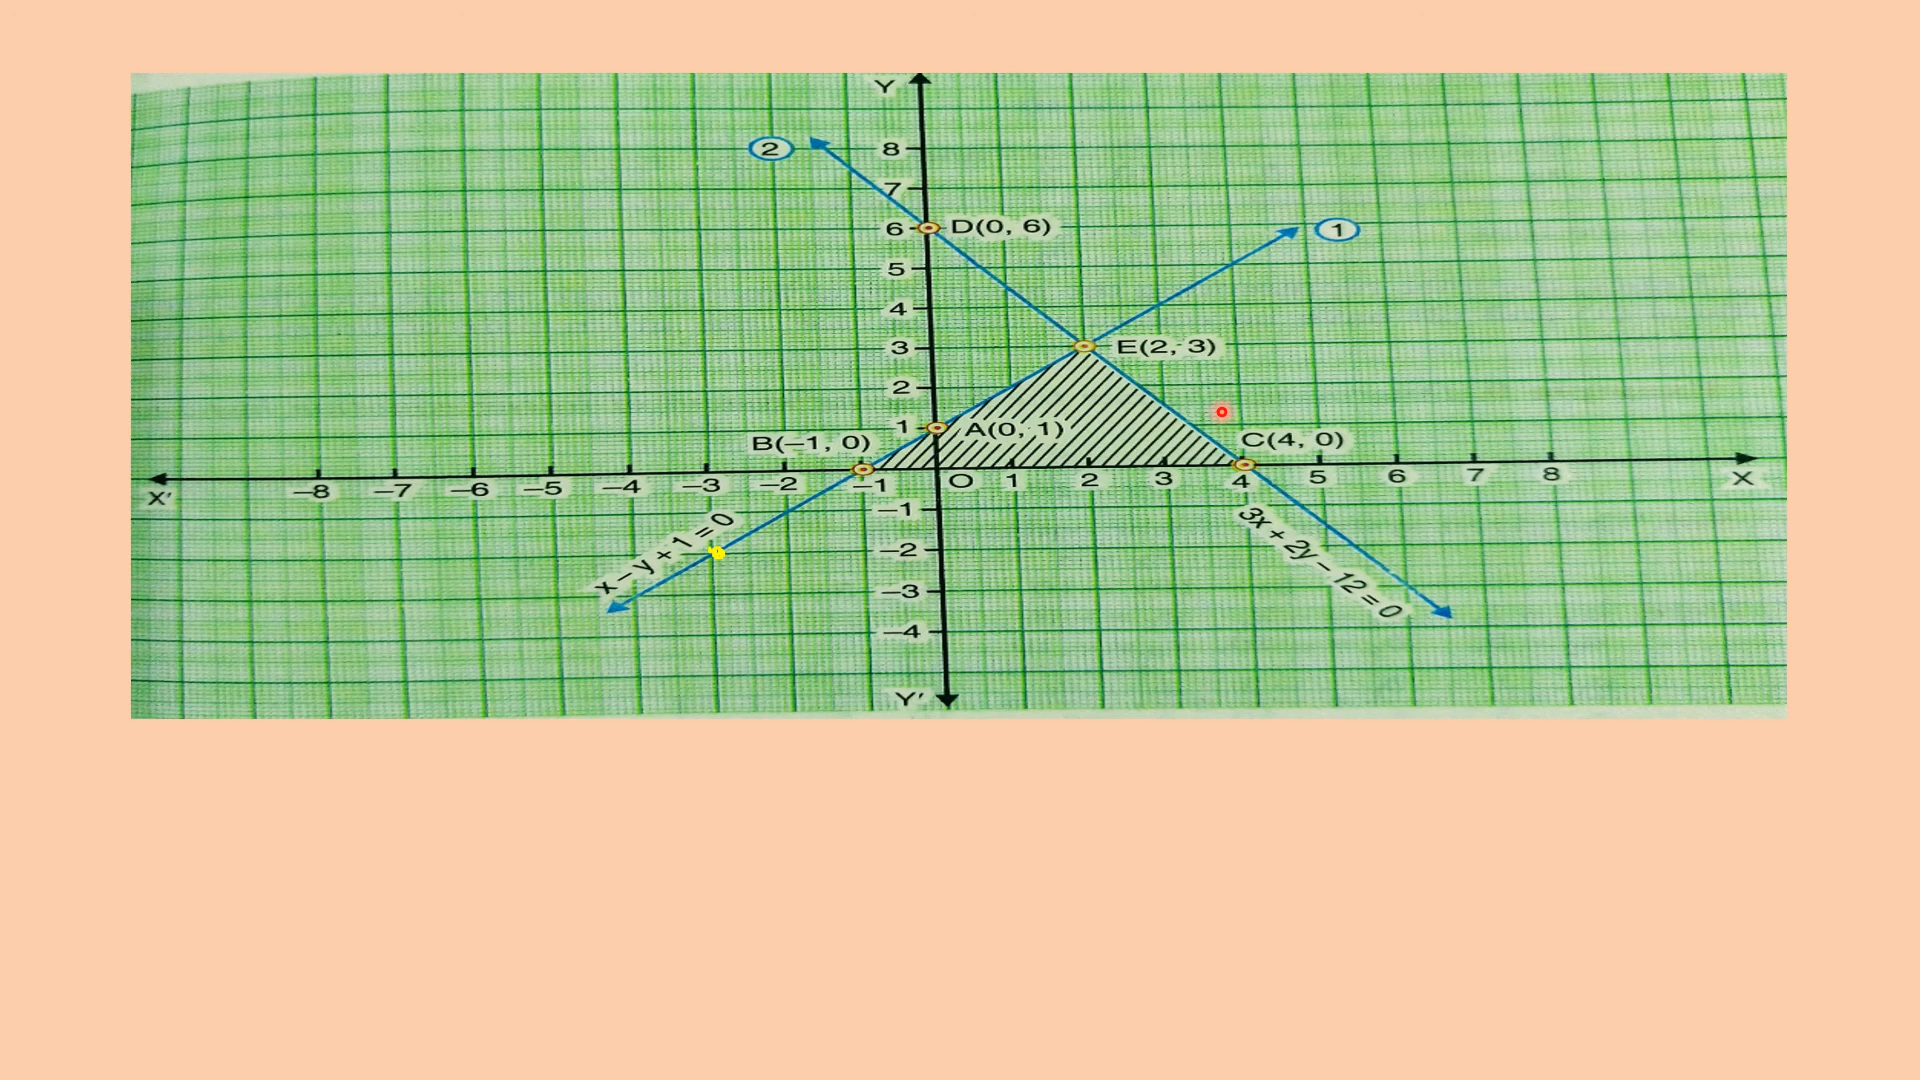 Y
2
8
7
6
D(0, 6)
1
5
4
3
E(2, 3)
2
1
A(0, 1)
B(–1, 0)
C(4, 0)
X′
–8
–7
–6
–5
–4
–3
–2
–1
O
1
2
3
4
5
6
7
8
X
–1
x – y + 1 = 0
3x + 2y – 12 = 0
–2
–3
–4
Y′